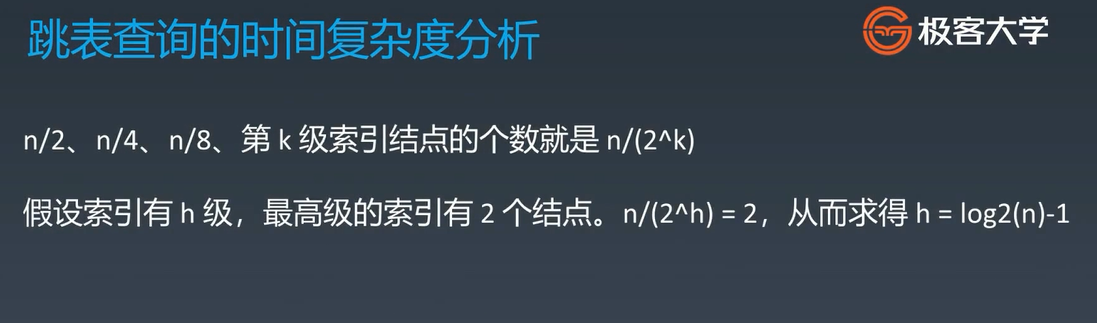 跳表查询的时间复杂度分析
极客大学
n/2、n/4、n/8、第 k 级索引结点的个数就是 n/(2^k)
假设索引有 h 级，最高级的索引有 2 个结点。n/(2^h) = 2，从而求得 h = log2(n)-1